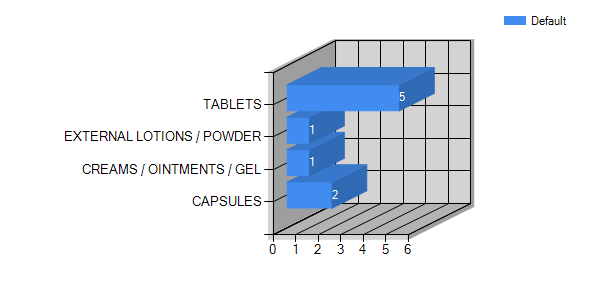 Default
TABLETS
5
EXTERNAL LOTIONS / POWDER
1
CREAMS / OINTMENTS / GEL
1
CAPSULES
2
0 1 2 3 4 5 6